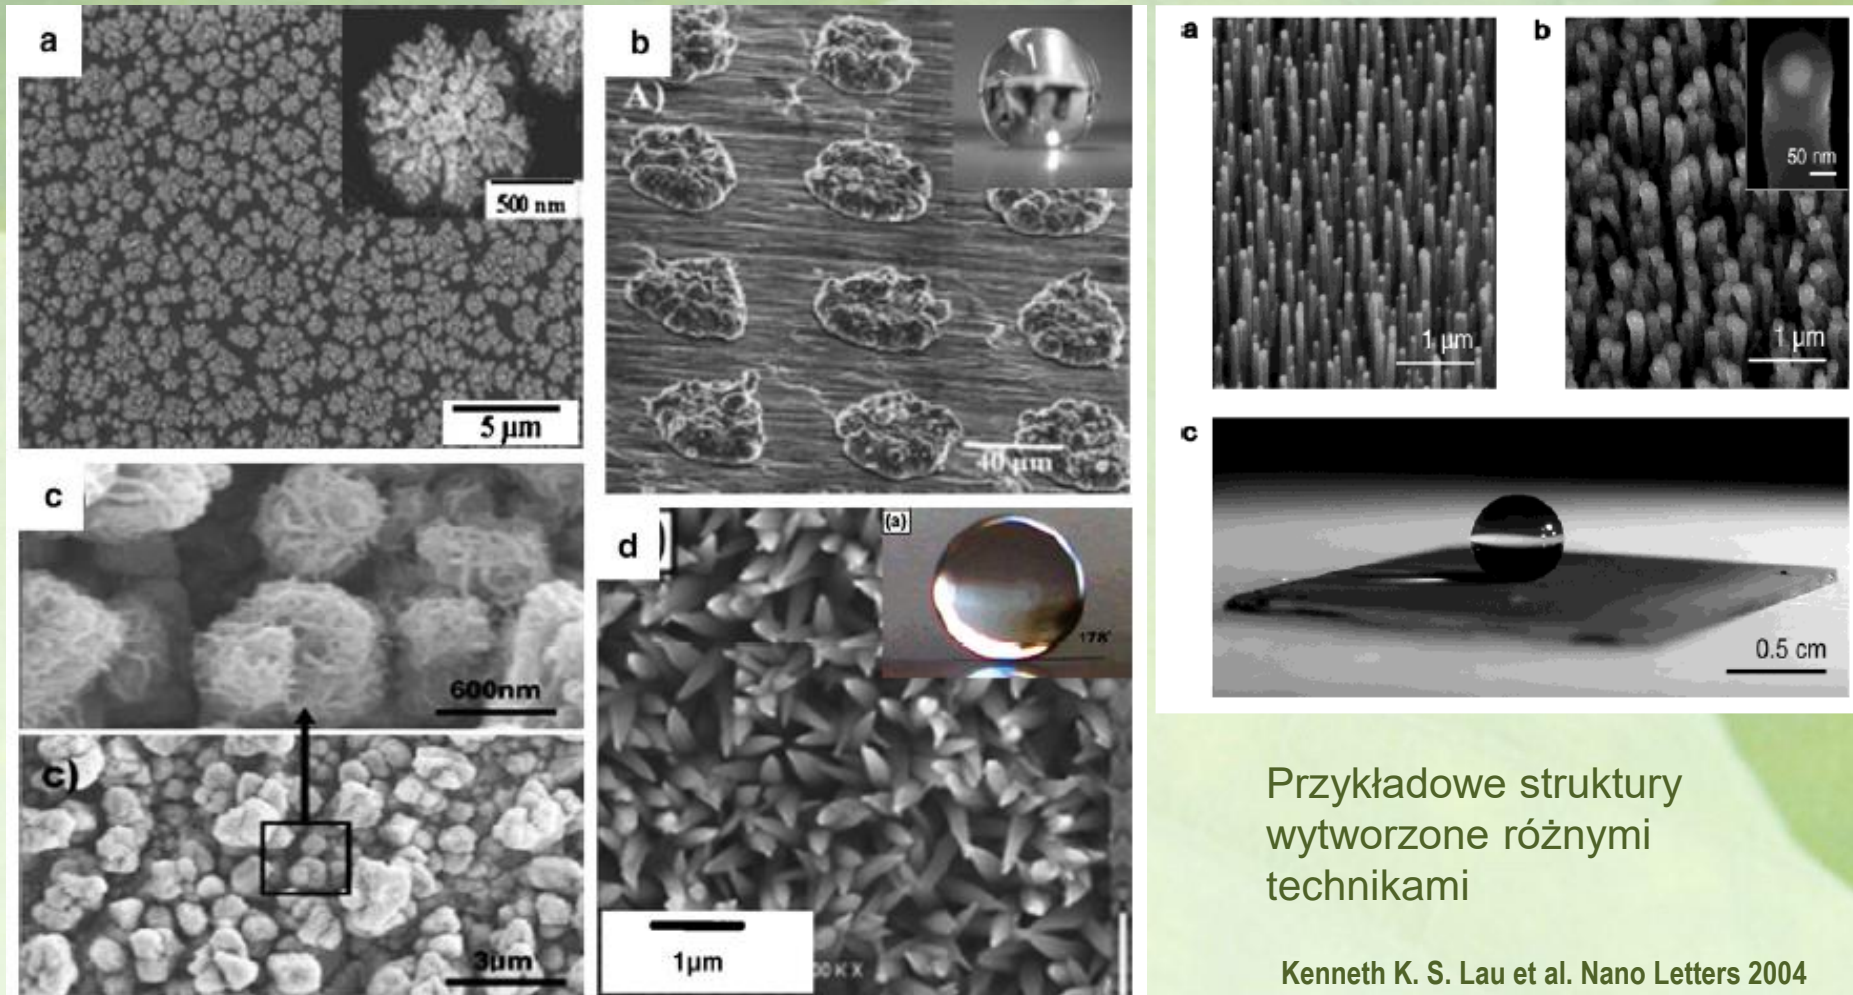 a
500 nm
5 µm
b
A)
40 µm
c
600nm
c)
3µm
d
(a)
178°
1µm
00 K X
a
1 µm
b
50 nm
1 µm
c
0.5 cm
Przykładowe struktury
wytworzone różnymi
technikami
Kenneth K. S. Lau et al. Nano Letters 2004